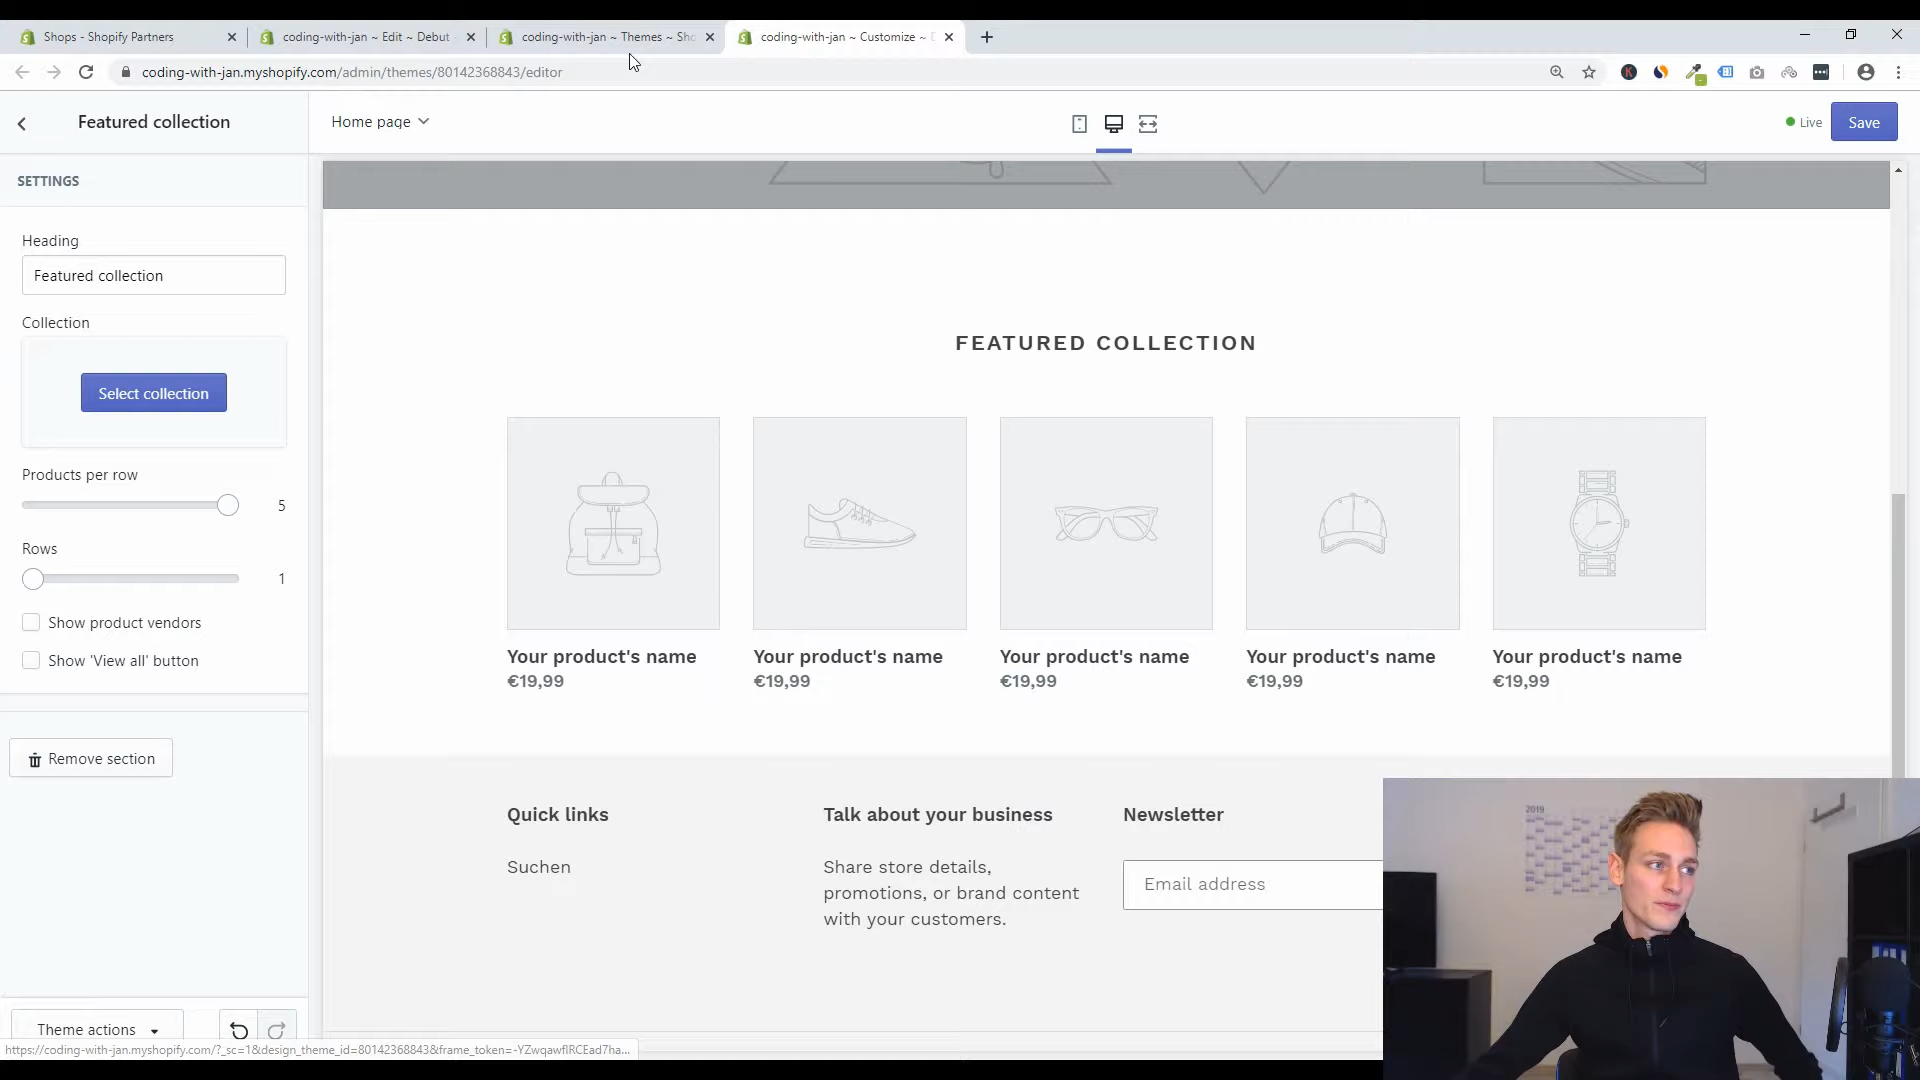 Shops - Shopify Partners
coding-with-jan ~ Edit ~ Debut
coding-with-jan ~ Themes ~ Sho
coding-with-jan ~ Customize ~
coding-with-jan.myshopify.com/admin/themes/80142368843/editor
Featured collection
Home page
Live
Save
SETTINGS
Heading
Featured collection
Collection
Select collection
Products per row
5
Rows
1
Show product vendors
Show 'View all' button
Remove section
Theme actions
FEATURED COLLECTION
Your product's name
€19,99
Your product's name
€19,99
Your product's name
€19,99
Your product's name
€19,99
Your product's name
€19,99
Quick links
Suchen
Talk about your business
Share store details,
promotions, or brand content
with your customers.
Newsletter
Email address
2019
https://coding-with-jan.myshopify.com/?_sc=1&design_theme_id=80142368843&frame_token=-YZwqawflRCEad7ha...